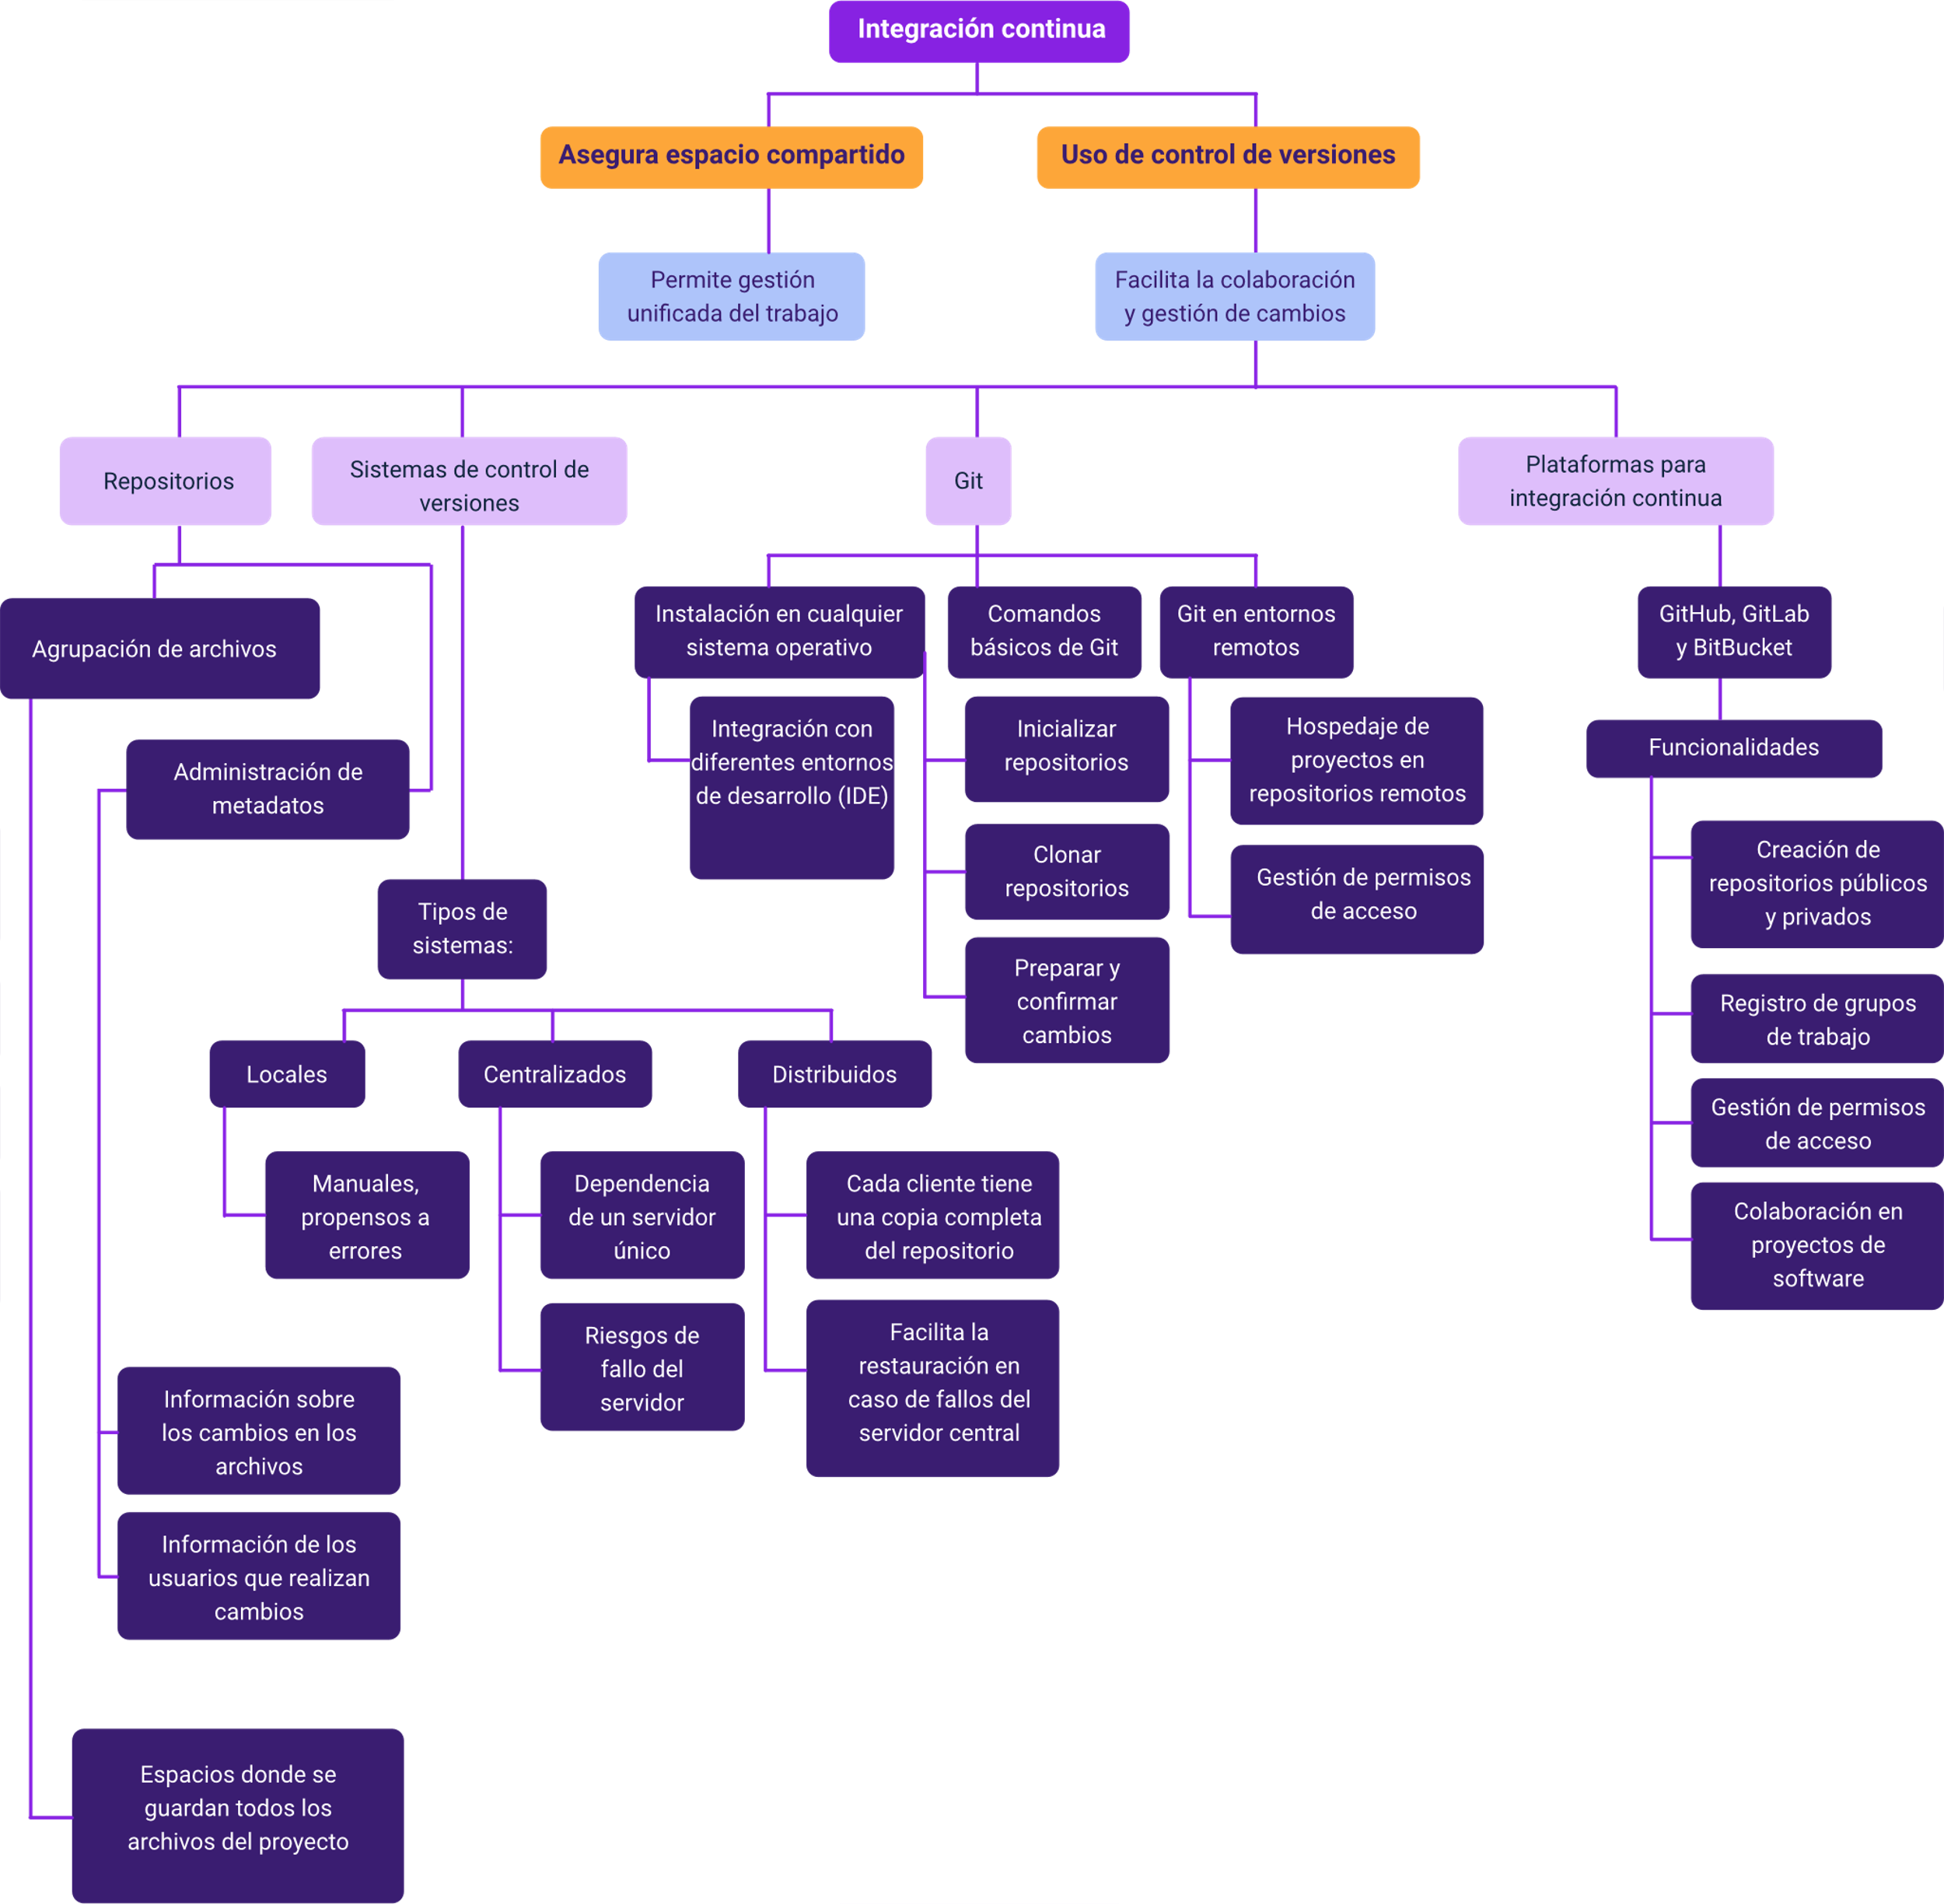 Integración continua
Asegura espacio compartido
Uso de control de versiones
Permite gestión
unificada del trabajo
Facilita la colaboración
y gestión de cambios
Repositorios
Sistemas de control de
versiones
Git
Plataformas para
integración continua
Agrupación de archivos
Administración de
metadatos
Instalación en cualquier
sistema operativo
Comandos
básicos de Git
Git en entornos
remotos
GitHub, GitLab
y BitBucket
Integración con
diferentes entornos
de desarrollo (IDE)
Inicializar
repositorios
Clonar
repositorios
Preparar y
confirmar
cambios
Hospedaje de
proyectos en
repositorios remotos
Gestión de permisos
de acceso
Funcionalidades
Creación de
repositorios públicos
y privados
Registro de grupos
de trabajo
Gestión de permisos
de acceso
Colaboración en
proyectos de
software
Tipos de
sistemas:
Locales
Centralizados
Distribuidos
Manuales,
propensos a
errores
Dependencia
de un servidor
único
Riesgos de
fallo del
servidor
Cada cliente tiene
una copia completa
del repositorio
Facilita la
restauración en
caso de fallos del
servidor central
Información sobre
los cambios en los
archivos
Información de los
usuarios que realizan
cambios
Espacios donde se
guardan todos los
archivos del proyecto